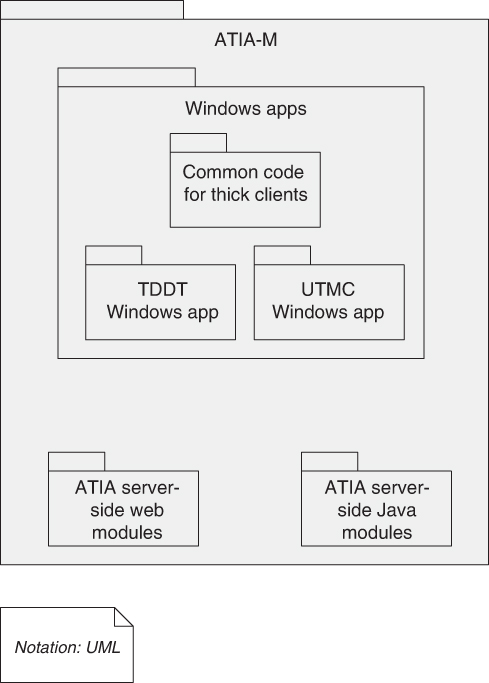 ATIA-M
Windows apps
Common code
for thick clients
TDDT
Windows app
UTMC
Windows app
ATIA server-
side web
modules
ATIA server-
side Java
modules
Notation: UML